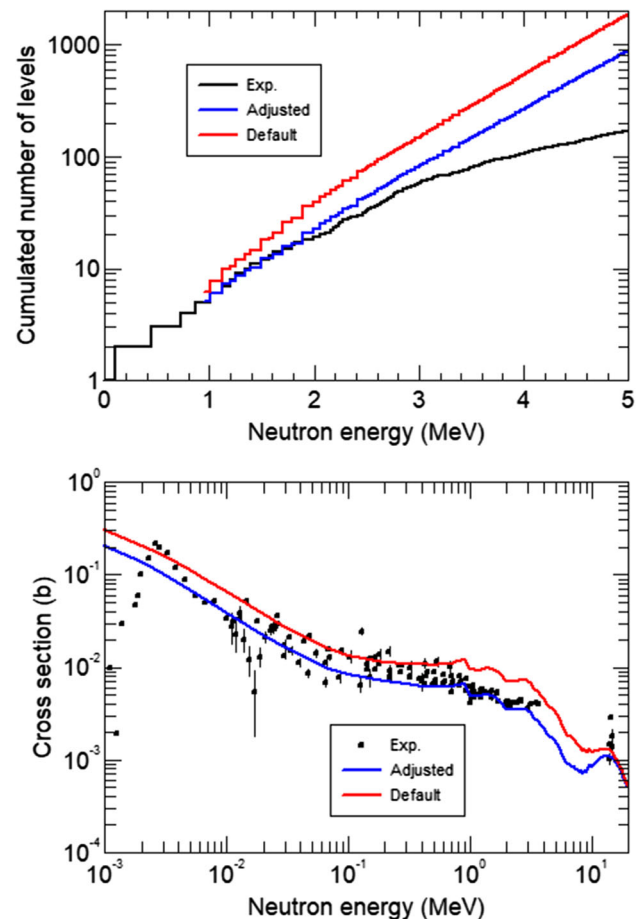 1000
100
10
1
Cumulated number of levels
Exp.
Adjusted
Default
0 1 2 3 4 5
Neutron energy (MeV)
10^0
10^-1
10^-2
10^-3
10^-4
Cross section (b)
Exp.
Adjusted
Default
10^-3 10^-2 10^-1 10^0 10^1
Neutron energy (MeV)